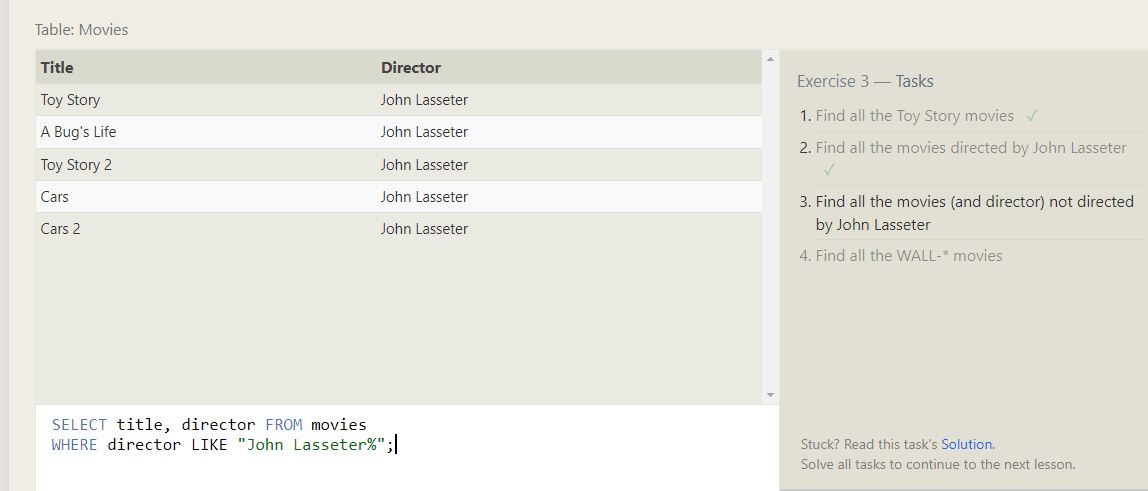 Table: Movies
Title Director
Toy Story John Lasseter
A Bug's Life John Lasseter
Toy Story 2 John Lasseter
Cars John Lasseter
Cars 2 John Lasseter
SELECT title, director FROM movies
WHERE director LIKE "John Lasseter%";
Exercise 3 — Tasks
1. Find all the Toy Story movies ✓
2. Find all the movies directed by John Lasseter
✓
3. Find all the movies (and director) not directed
by John Lasseter
4. Find all the WALL-* movies
Stuck? Read this task's Solution.
Solve all tasks to continue to the next lesson.